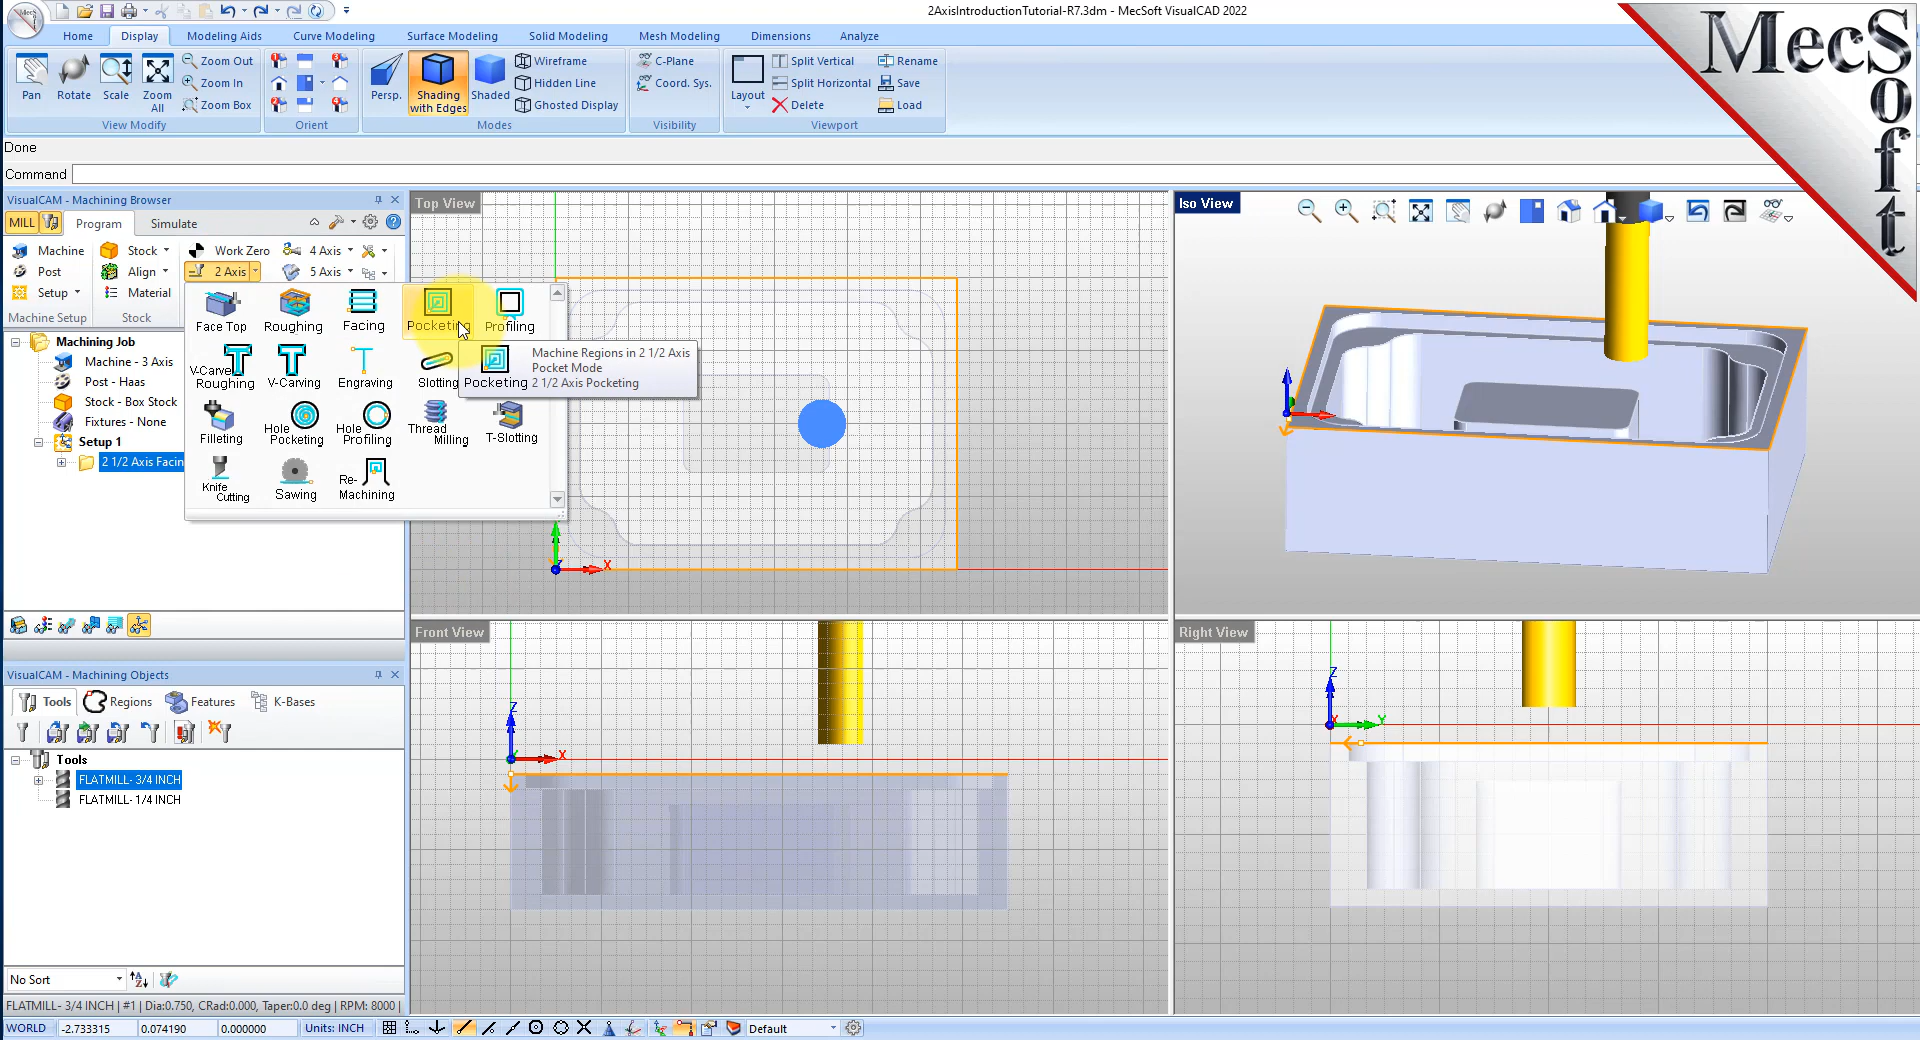 2AxisIntroductionTutorial-R7.3dm - MecSoft VisualCAD 2022
MecSoft
Home Display Modeling Aids Curve Modeling Surface Modeling Solid Modeling Mesh Modeling Dimensions Analyze
Pan Rotate Scale Zoom All Zoom Out Zoom In Zoom Box
View Modify
Orient
Persp. Shading with Edges Shaded Wireframe Hidden Line Ghosted Display
Modes
C-Plane
Coord. Sys.
Visibility
Layout Split Vertical Split Horizontal Delete Rename Save Load
Viewport
Done
Command
VisualCAM - Machining Browser
MILL Program Simulate
Machine Stock Work Zero 4 Axis
Post Align 2 Axis 5 Axis
Setup Material
Machine Setup Stock
Face Top Roughing Facing Pocketing Profiling
V-Carve Roughing V-Carving Engraving Slotting
Pocketing
Machine Regions in 2 1/2 Axis
Pocket Mode
2 1/2 Axis Pocketing
Filleting Hole Pocketing Hole Profiling Thread Milling T-Slotting
Knife Cutting Sawing Re-Machining
Machining Job
Machine - 3 Axis
Post - Haas
Stock - Box Stock
Fixtures - None
Setup 1
2 1/2 Axis Facin
VisualCAM - Machining Objects
Tools Regions Features K-Bases
Tools
FLATMILL- 3/4 INCH
FLATMILL- 1/4 INCH
No Sort
FLATMILL- 3/4 INCH | #1 | Dia:0.750, CRad:0.000, Taper:0.0 deg | RPM: 8000 |
Top View
X
Iso View
Front View
Z
X
Right View
Z
X
Y
WORLD -2.733315 0.074190 0.000000 Units: INCH Default